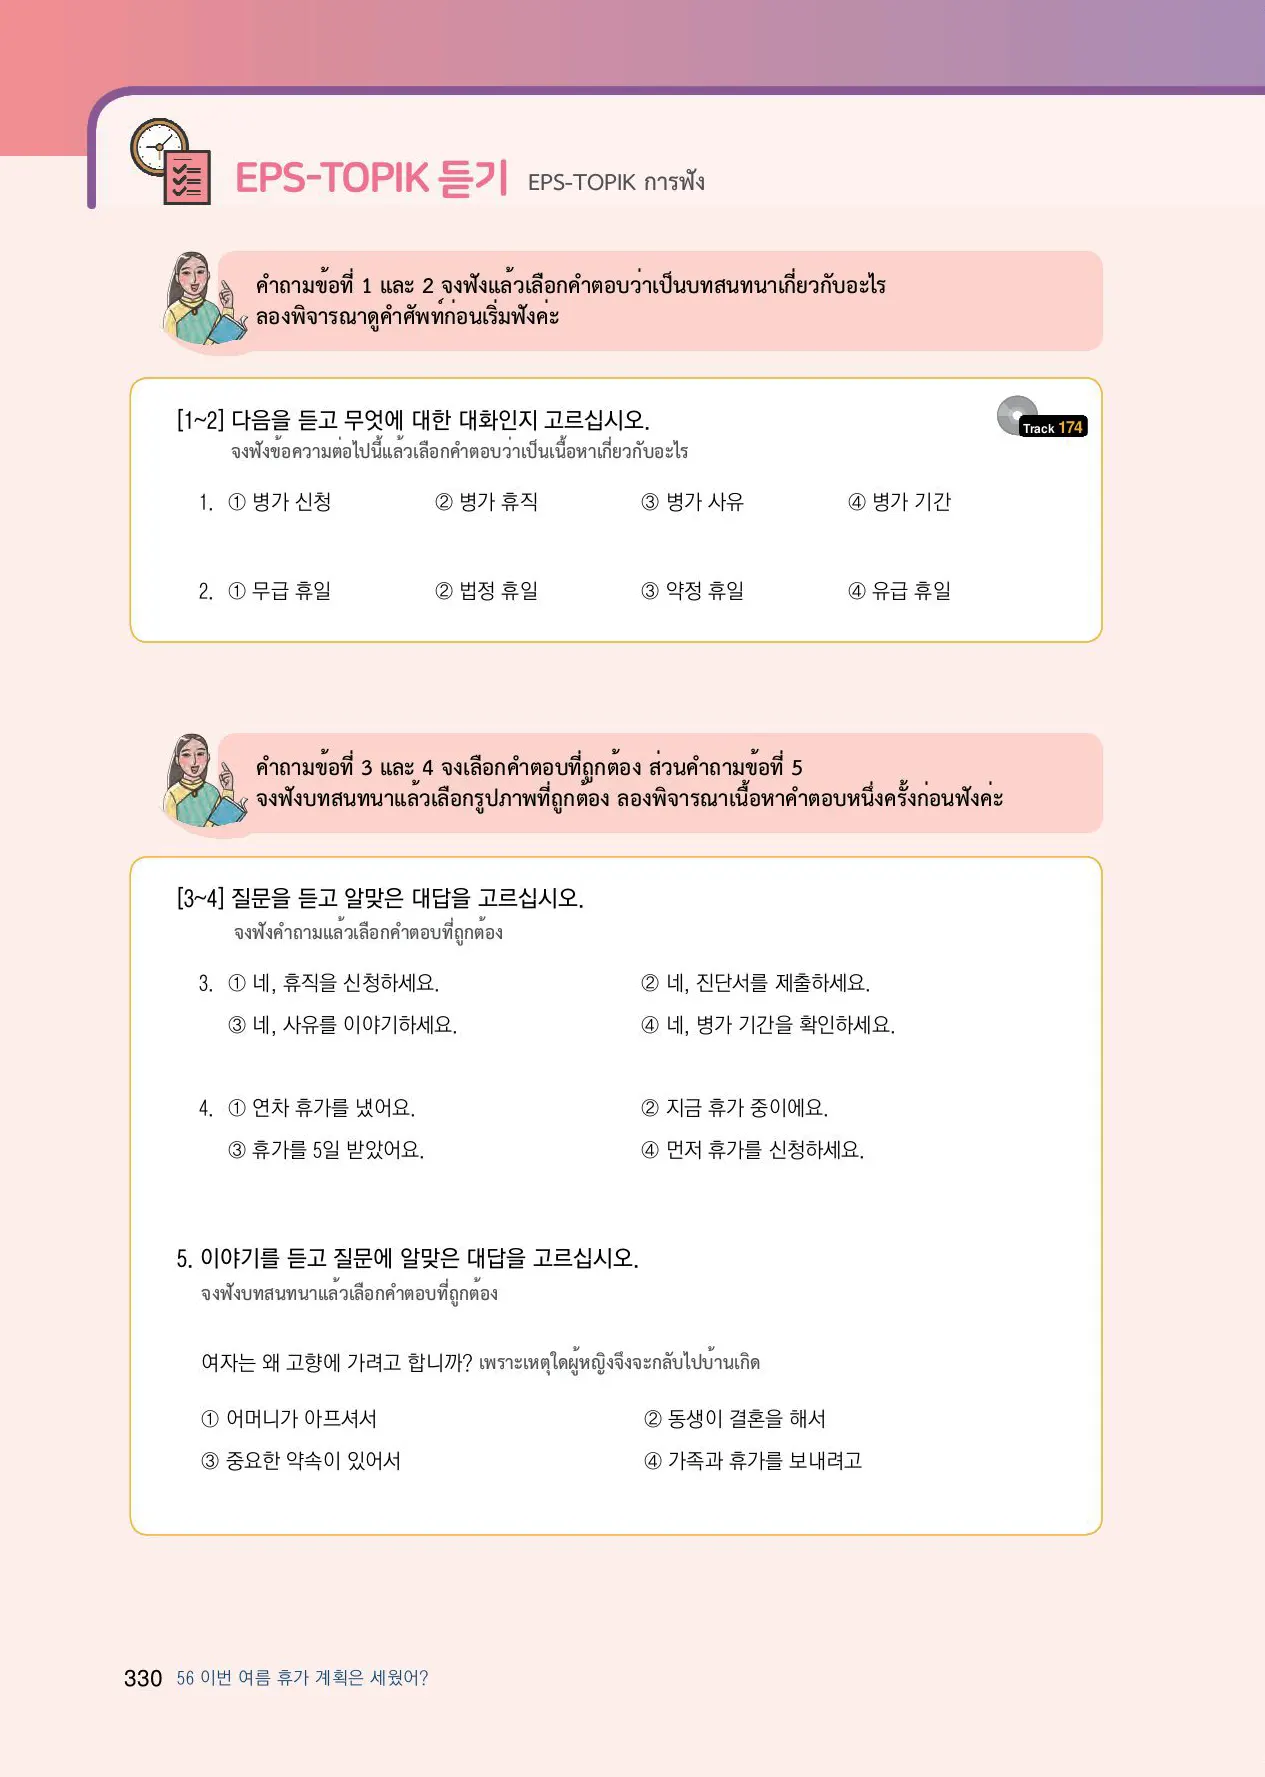 EPS-TOPIK 듣기 EPS-TOPIK การฟัง
คำถามข้อที่ 1 และ 2 จงฟังแล้วเลือกคำตอบว่าเป็นบทสนทนาเกี่ยวกับอะไร
ลองพิจารณาดูคำศัพท์ก่อนเริ่มฟังค่ะ
[1~2] 다음을 듣고 무엇에 대한 대화인지 고르십시오.
Track 174
จงฟังข้อความต่อไปนี้แล้วเลือกคำตอบว่าเป็นเนื้อหาเกี่ยวกับอะไร
1. ① 병가 신청 ② 병가 휴직 ③ 병가 사유 ④ 병가 기간
2. ① 무급 휴일 ② 법정 휴일 ③ 약정 휴일 ④ 유급 휴일
คำถามข้อที่ 3 และ 4 จงเลือกคำตอบที่ถูกต้อง ส่วนคำถามข้อที่ 5
จงฟังบทสนทนาแล้วเลือกรูปภาพที่ถูกต้อง ลองพิจารณาเนื้อหาคำตอบหนึ่งครั้งก่อนฟังค่ะ
[3~4] 질문을 듣고 알맞은 대답을 고르십시오.
จงฟังคำถามแล้วเลือกคำตอบที่ถูกต้อง
3. ① 네, 휴직을 신청하세요. ② 네, 진단서를 제출하세요.
③ 네, 사유를 이야기하세요. ④ 네, 병가 기간을 확인하세요.
4. ① 연차 휴가를 냈어요. ② 지금 휴가 중이에요.
③ 휴가를 5일 받았어요. ④ 먼저 휴가를 신청하세요.
5. 이야기를 듣고 질문에 알맞은 대답을 고르십시오.
จงฟังบทสนทนาแล้วเลือกคำตอบที่ถูกต้อง
여자는 왜 고향에 가려고 합니까? เพราะเหตุใดผู้หญิงจึงจะกลับไปบ้านเกิด
① 어머니가 아프셔서 ② 동생이 결혼을 해서
③ 중요한 약속이 있어서 ④ 가족과 휴가를 보내려고
330 56 이번 여름 휴가 계획은 세웠어?